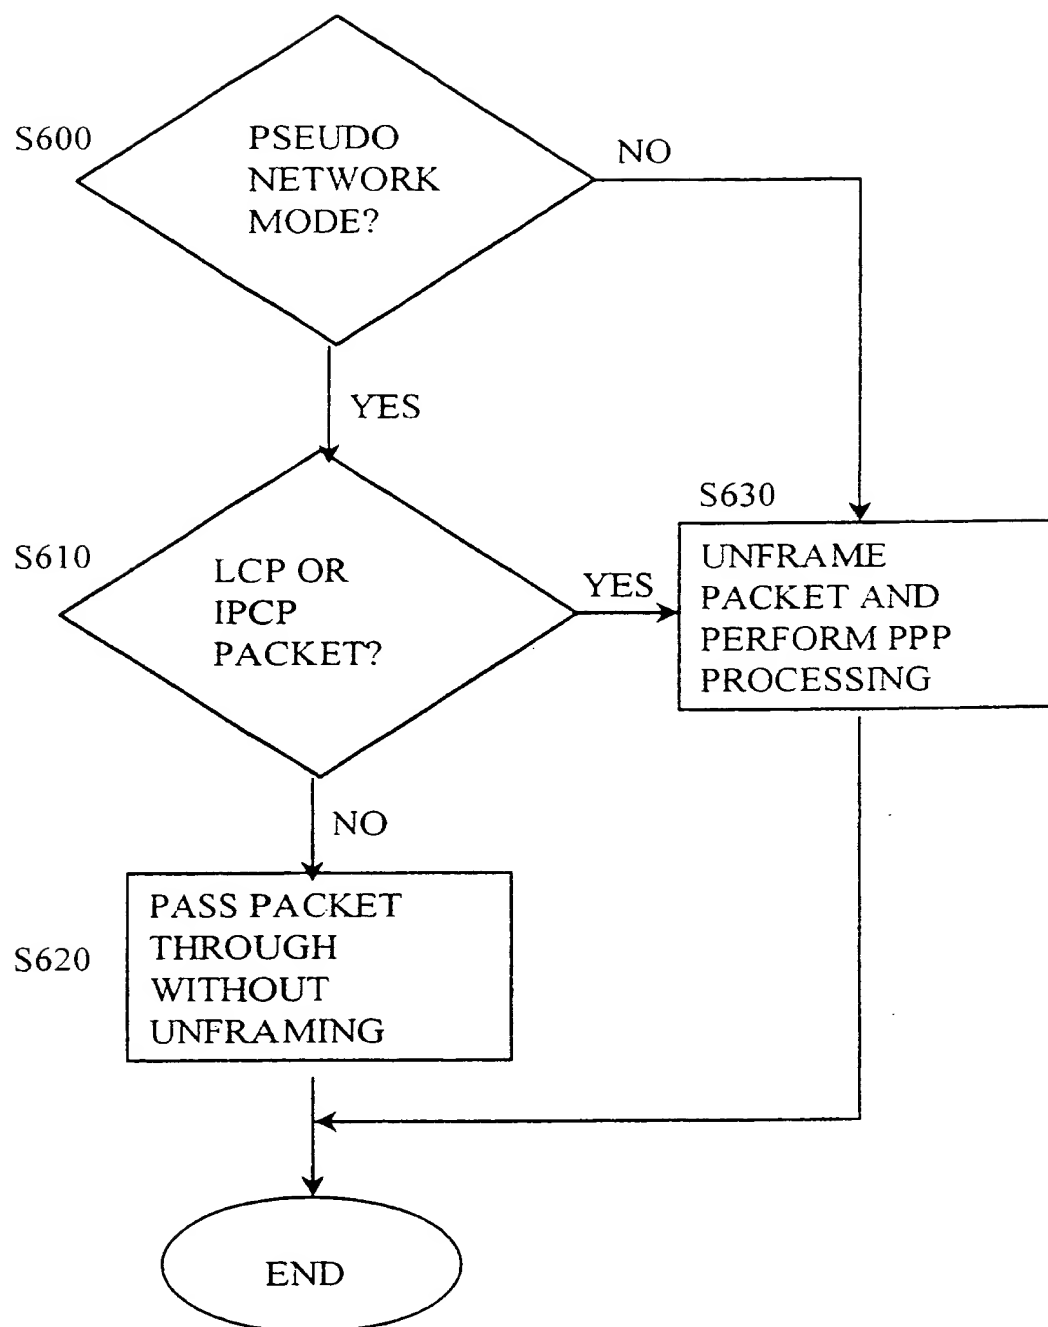 S600
PSEUDO
NETWORK
MODE?
NO
YES
S610
LCP OR
IPCP
PACKET?
YES
S630
UNFRAME
PACKET AND
PERFORM PPP
PROCESSING
NO
S620
PASS PACKET
THROUGH
WITHOUT
UNFRAMING
END